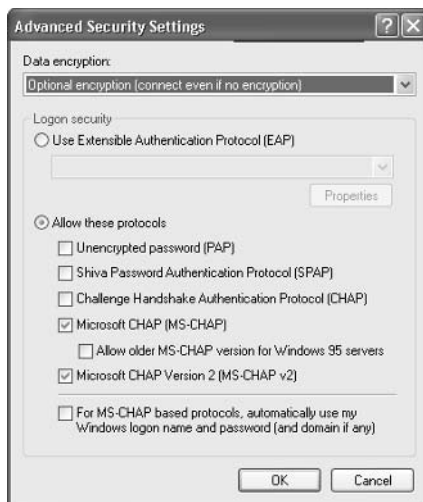 Advanced Security Settings
Data encryption:
Optional encryption (connect even if no encryption)
Logon security
Use Extensible Authentication Protocol (EAP)
Properties
Allow these protocols
Unencrypted password (PAP)
Shiva Password Authentication Protocol (SPAP)
Challenge Handshake Authentication Protocol (CHAP)
Microsoft CHAP (MS-CHAP)
Allow older MS-CHAP version for Windows 95 servers
Microsoft CHAP Version 2 (MS-CHAP v2)
For MS-CHAP based protocols, automatically use my
Windows logon name and password (and domain if any)
OK Cancel